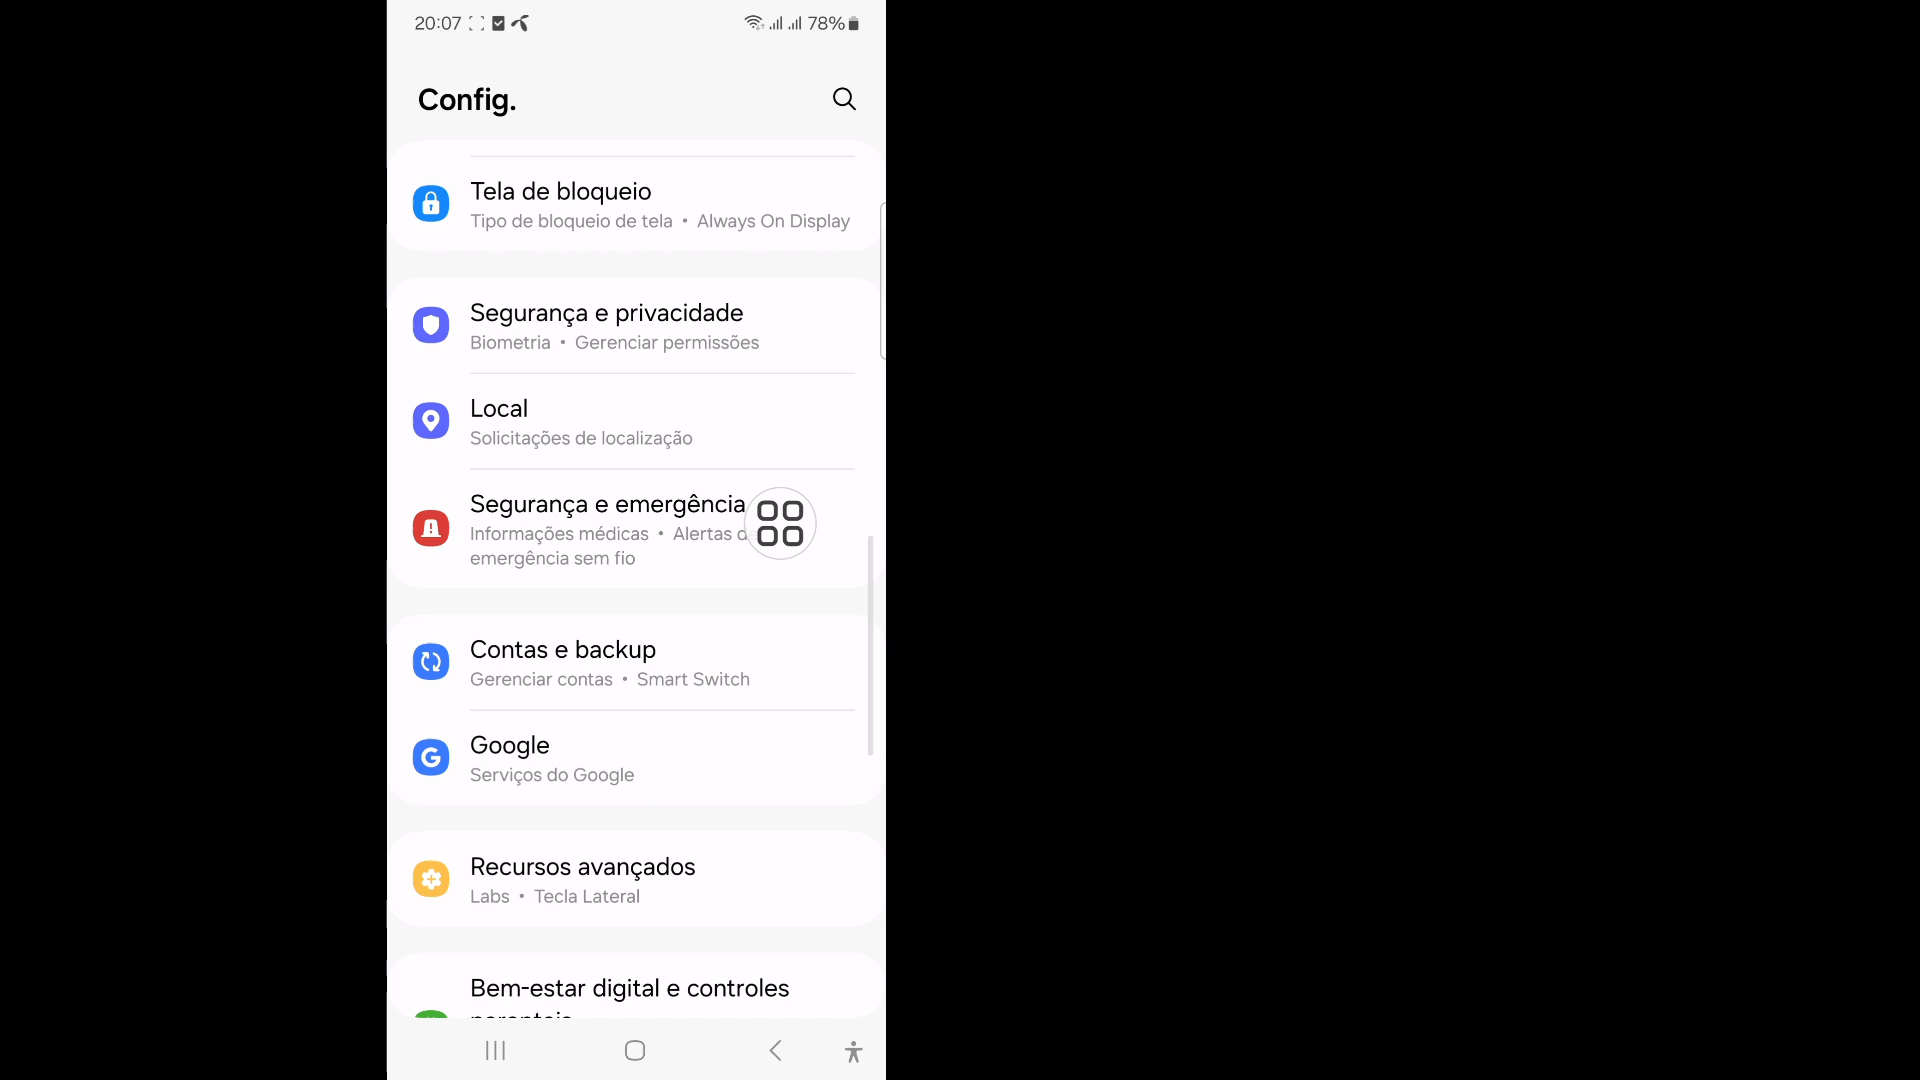 20:07 78%
Config.
Tela de bloqueio
Tipo de bloqueio de tela • Always On Display
Segurança e privacidade
Biometria • Gerenciar permissões
Local
Solicitações de localização
Segurança e emergência
Informações médicas • Alertas
emergência sem fio
Contas e backup
Gerenciar contas • Smart Switch
Google
Serviços do Google
Recursos avançados
Labs • Tecla Lateral
Bem-estar digital e controles